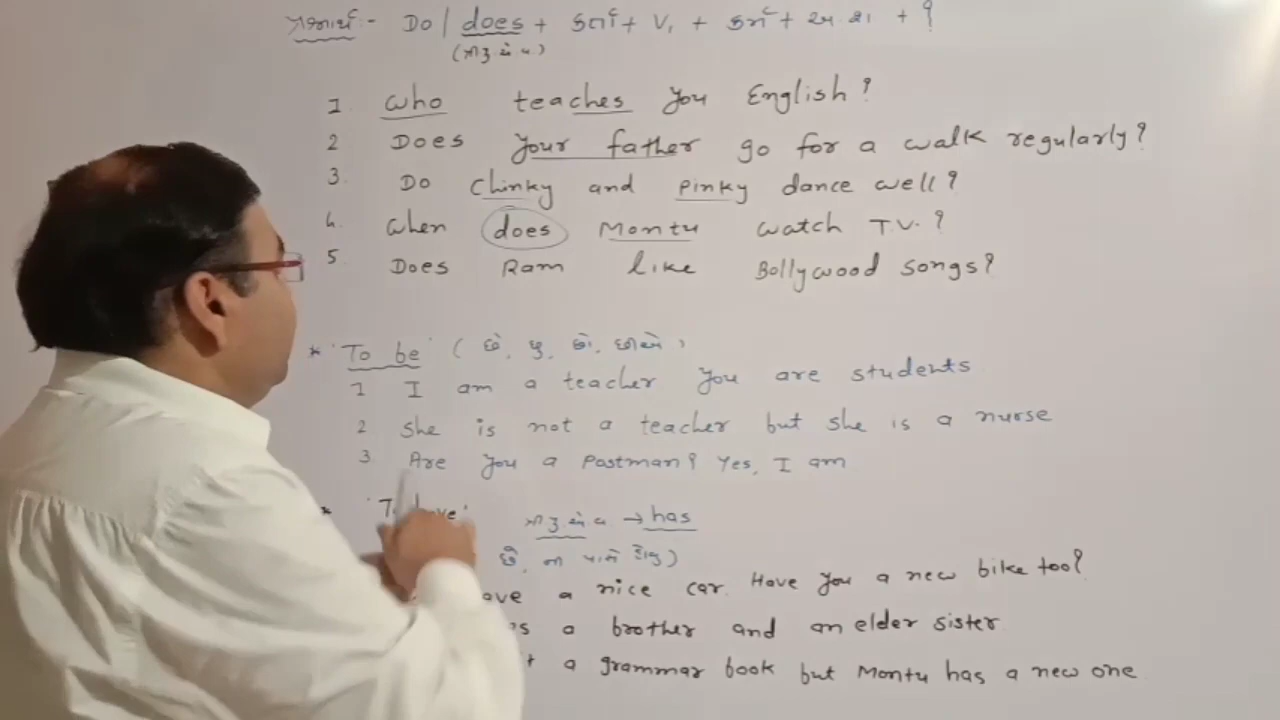 પ્રશ્નાર્થ - Do / does + કર્તા + V1 + કર્મ + અ.શ. + ?
(ત્રીજું એ.વ)
1 Who teaches you English?
2 Does your father go for a walk regularly?
3. Do Chinky and Pinky dance well?
4. When does Montu watch T.V.?
5. Does Ram like Bollywood songs?
* 'To be' ( છે, છું, છો, છીએ )
1 I am a teacher You are students
2 She is not a teacher but she is a nurse
3. Are you a Postman? Yes, I am
* ત્રીજું એ.વ → has
છે, ની પાસે હોવું)
a nice car. Have you a new bike too?
a brother and an elder sister
a grammar book but Montu has a new one